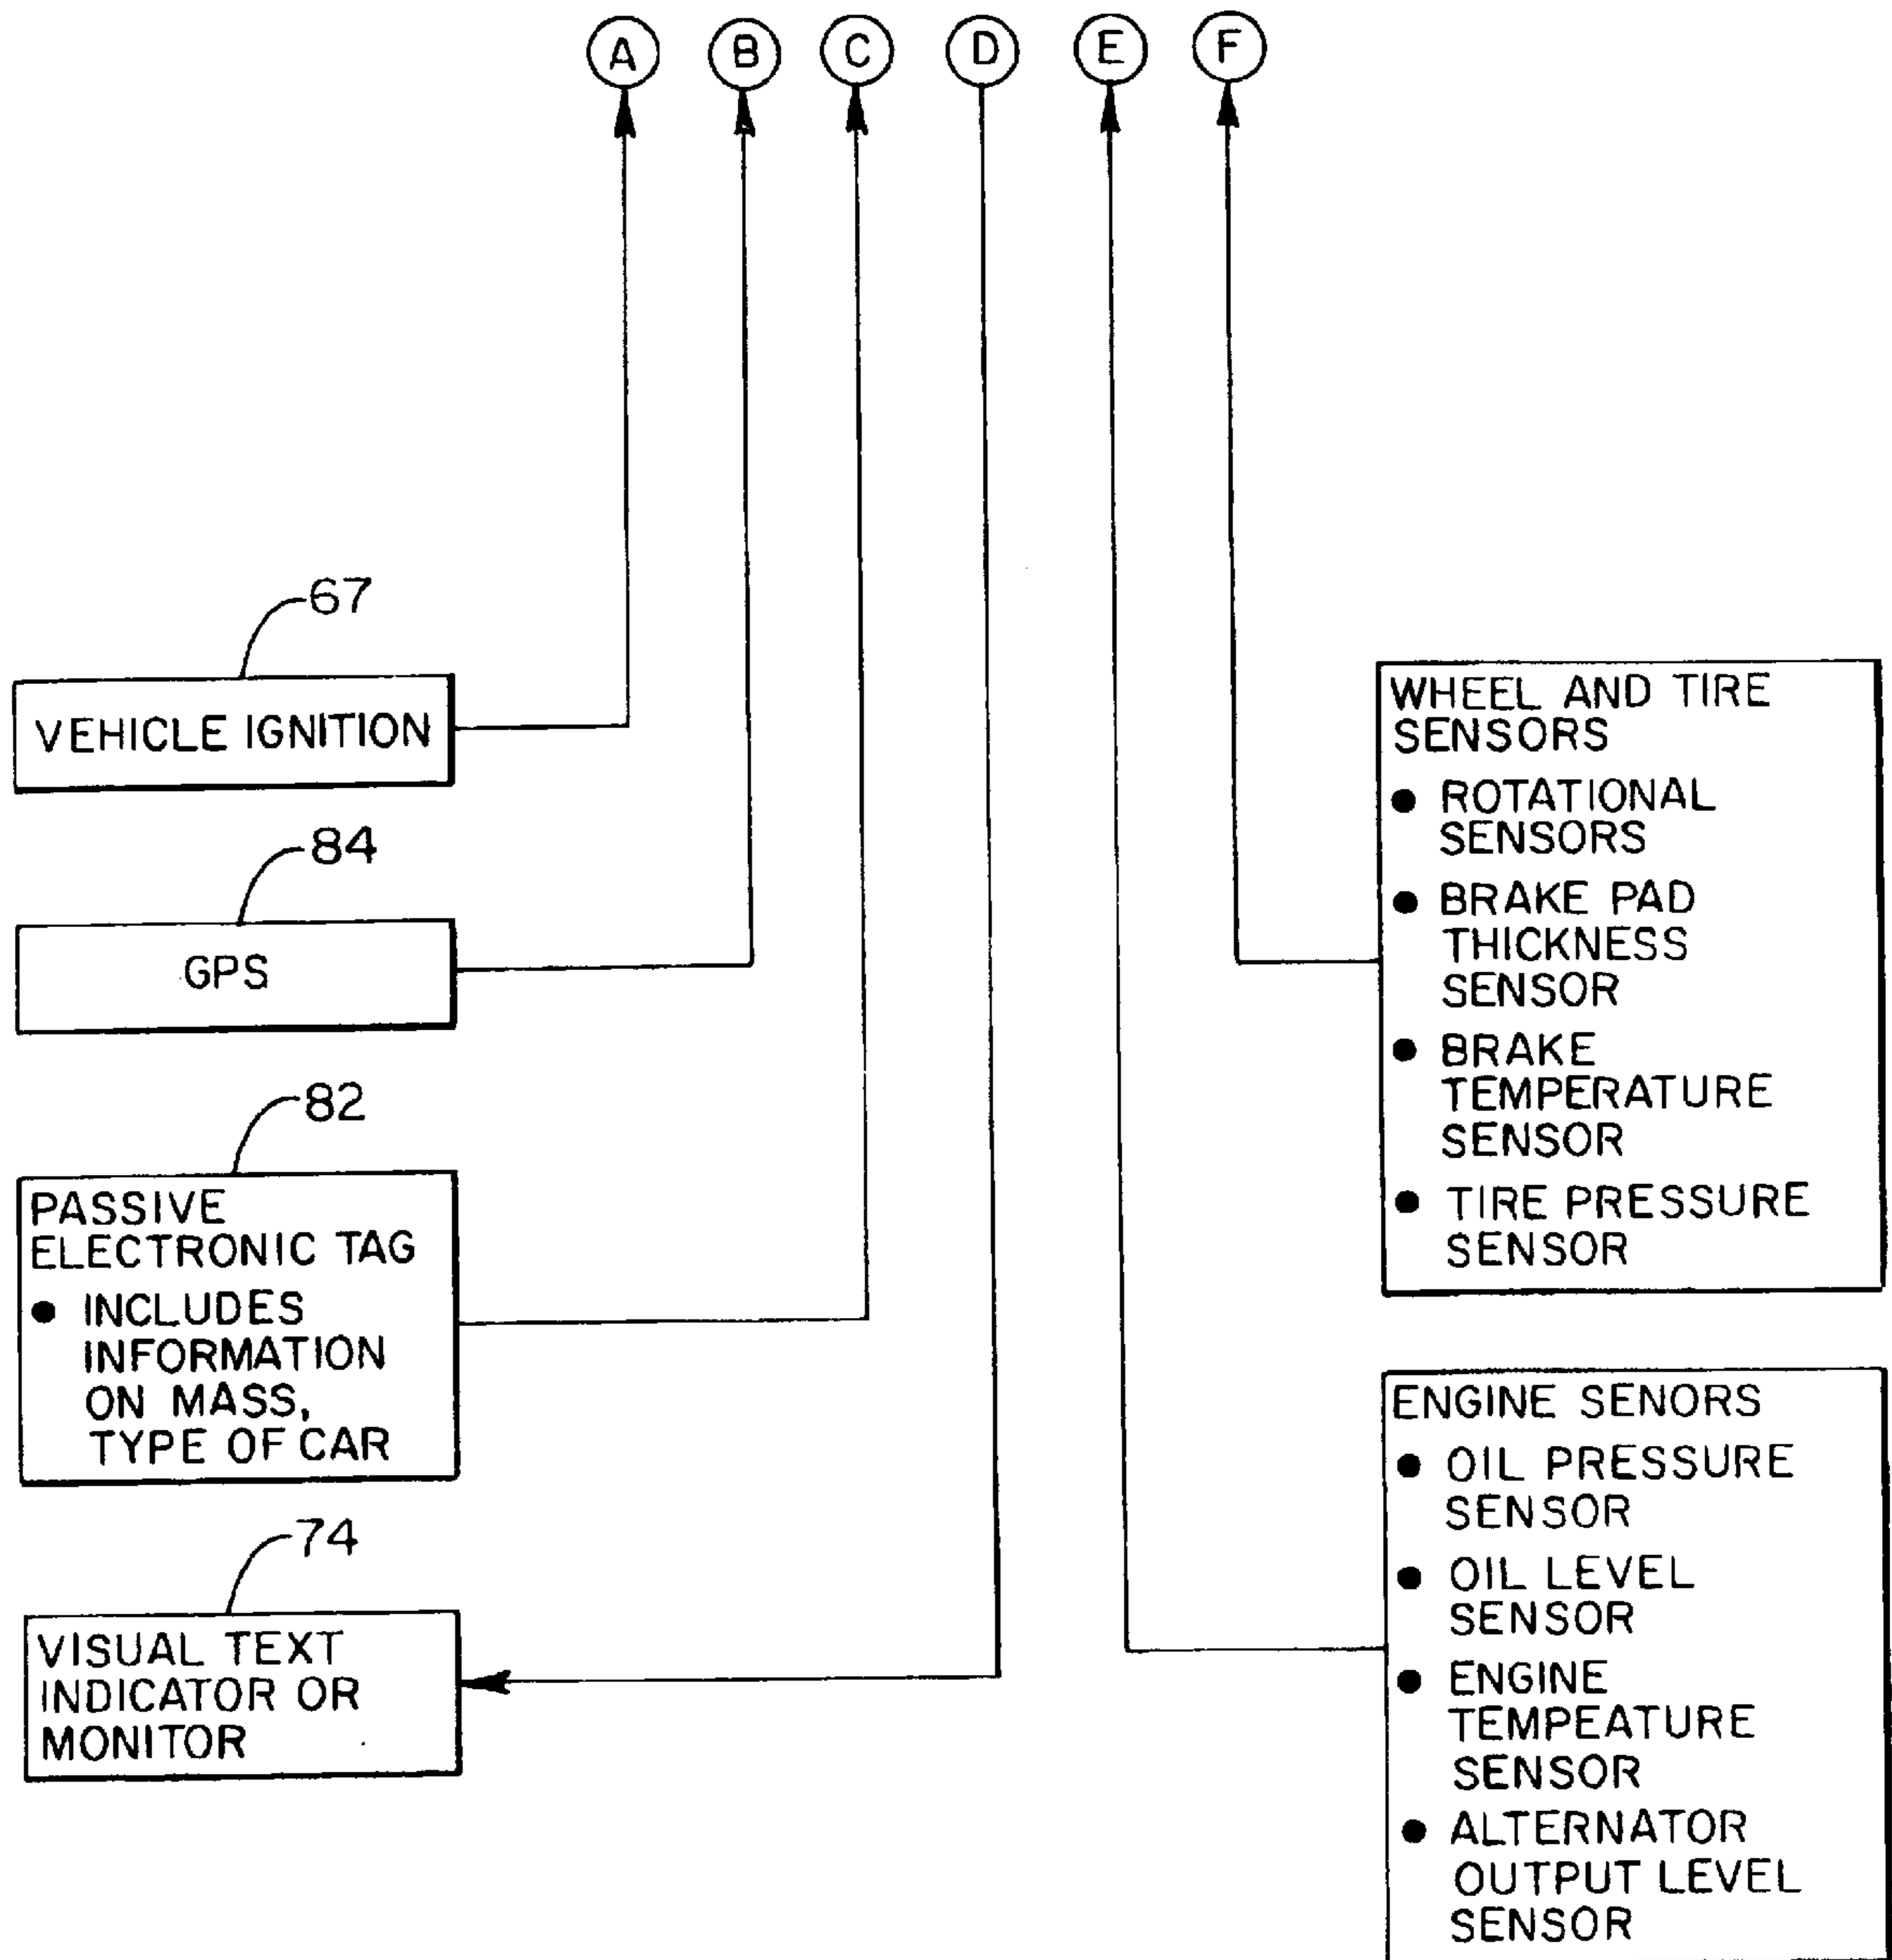 A B C D E F
67
VEHICLE IGNITION
84
GPS
82
PASSIVE
ELECTRONIC TAG
● INCLUDES
INFORMATION
ON MASS,
TYPE OF CAR
74
VISUAL TEXT
INDICATOR OR
MONITOR
WHEEL AND TIRE
SENSORS
● ROTATIONAL
SENSORS
● BRAKE PAD
THICKNESS
SENSOR
● BRAKE
TEMPERATURE
SENSOR
● TIRE PRESSURE
SENSOR
ENGINE SENORS
● OIL PRESSURE
SENSOR
● OIL LEVEL
SENSOR
● ENGINE
TEMPEATURE
SENSOR
● ALTERNATOR
OUTPUT LEVEL
SENSOR